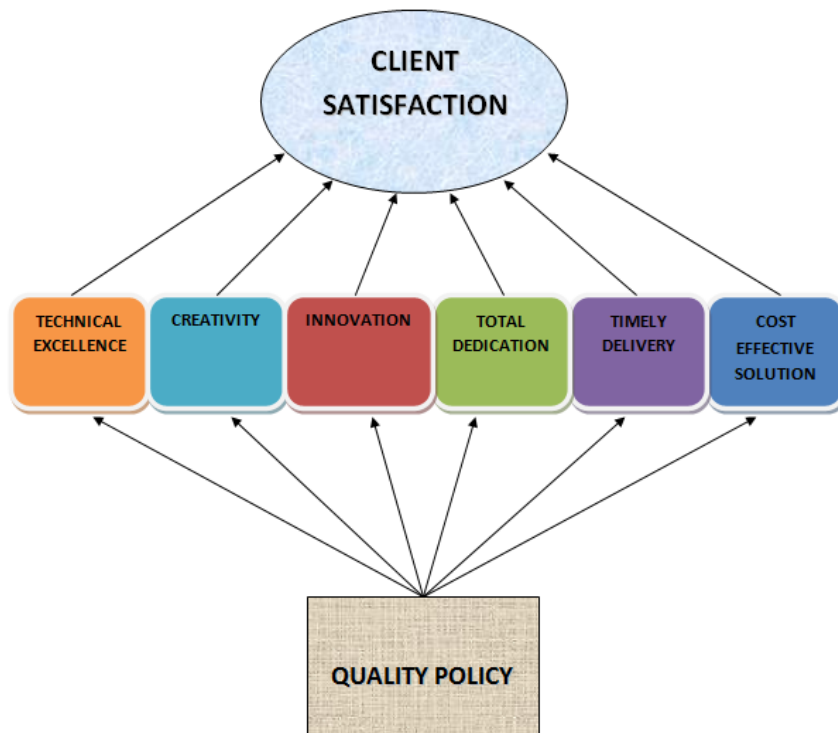 CLIENT
SATISFACTION
TECHNICAL
EXCELLENCE
CREATIVITY
INNOVATION
TOTAL
DEDICATION
TIMELY
DELIVERY
COST
EFFECTIVE
SOLUTION
QUALITY POLICY